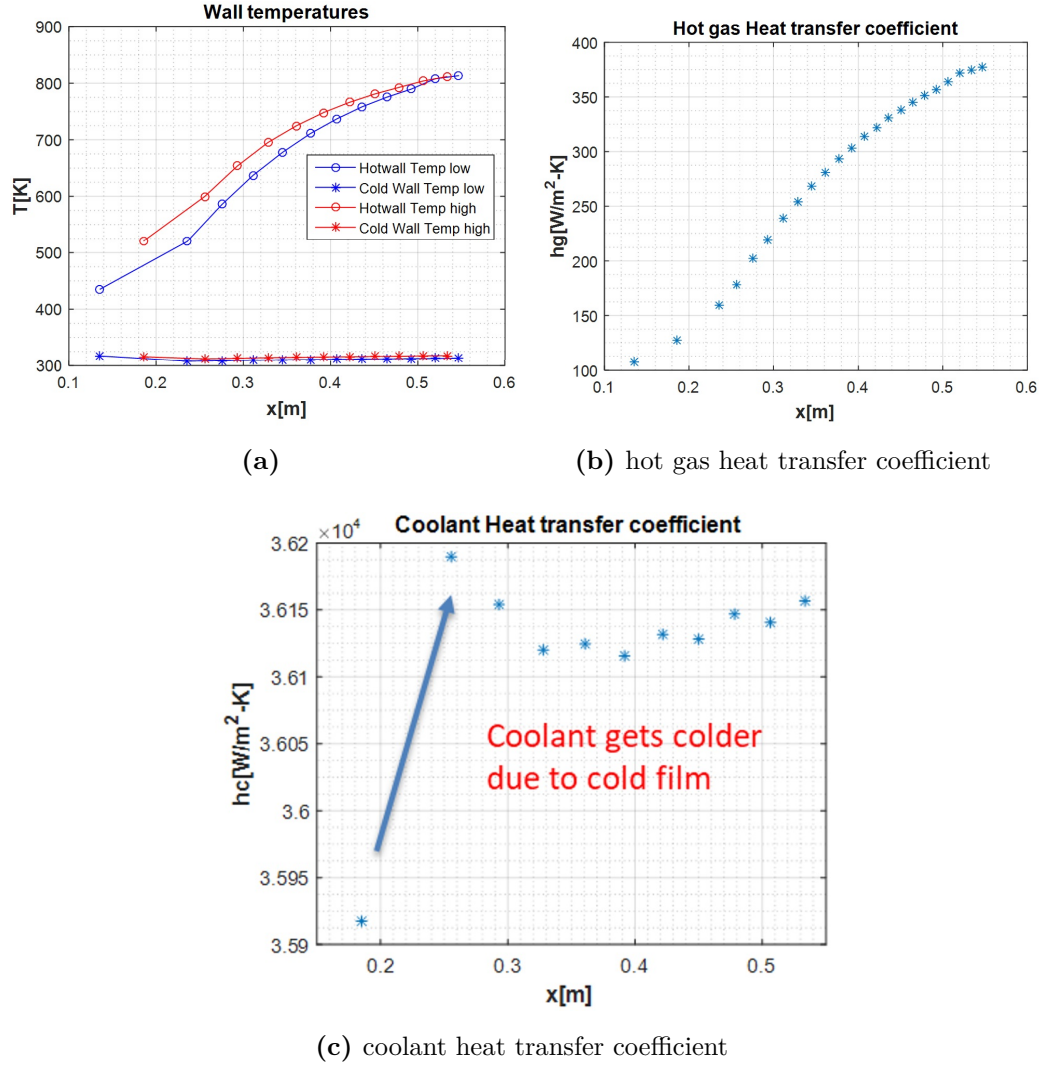 Wall temperatures
900
800
700
600
500
400
300
T[K]
Hotwall Temp low
Cold Wall Temp low
Hotwall Temp high
Cold Wall Temp high
0.1 0.2 0.3 0.4 0.5 0.6
x[m]
(a)
Hot gas Heat transfer coefficient
400
350
300
250
200
150
100
hg[W/m²-K]
0.1 0.2 0.3 0.4 0.5 0.6
x[m]
(b) hot gas heat transfer coefficient
×10⁴ Coolant Heat transfer coefficient
3.62
3.615
3.61
3.605
3.6
3.595
3.59
hc[W/m²-K]
Coolant gets colder
due to cold film
0.2 0.3 0.4 0.5
x[m]
(c) coolant heat transfer coefficient